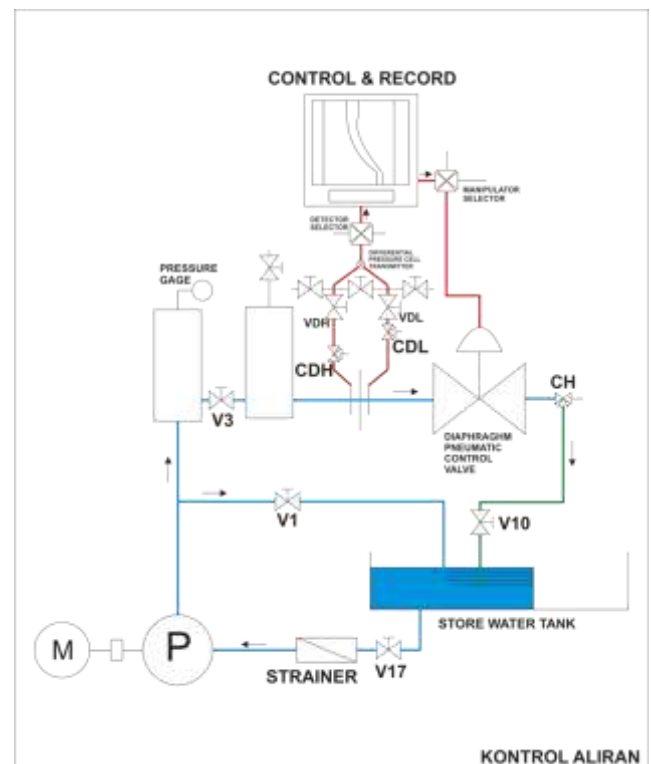 CONTROL & RECORD
MANIPULATOR
SELECTOR
DETECTOR
SELECTOR
DIFFERENTIAL
PRESSURE CELL
TRANSMITTER
PRESSURE
GAGE
VDH
VDL
CDH
CDL
V3
CH
DIAPHRAGHM
PNEUMATIC
CONTROL
VALVE
V1
V10
STORE WATER TANK
M
P
STRAINER
V17
KONTROL ALIRAN